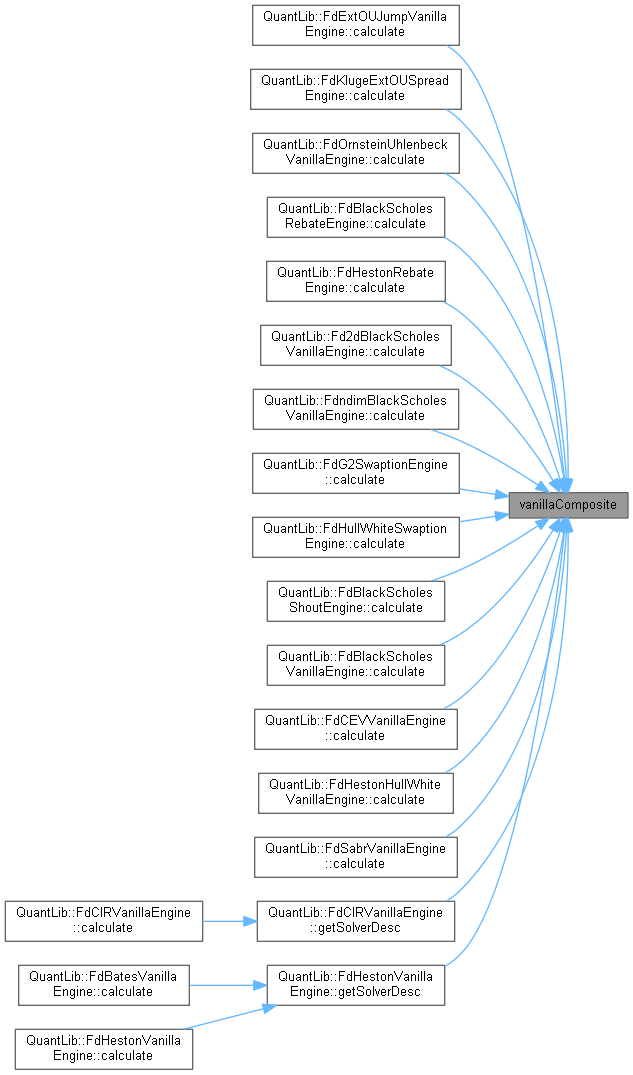 QuantLib::FdExtOUJumpVanilla
Engine::calculate
QuantLib::FdKlugeExtOUSpread
Engine::calculate
QuantLib::FdOrnsteinUhlenbeck
VanillaEngine::calculate
QuantLib::FdBlackScholes
RebateEngine::calculate
QuantLib::FdHestonRebate
Engine::calculate
QuantLib::Fd2dBlackScholes
VanillaEngine::calculate
QuantLib::FdndimBlackScholes
VanillaEngine::calculate
QuantLib::FdG2SwaptionEngine
::calculate
vanillaComposite
QuantLib::FdHullWhiteSwaption
Engine::calculate
QuantLib::FdBlackScholes
ShoutEngine::calculate
QuantLib::FdBlackScholes
VanillaEngine::calculate
QuantLib::FdCEVVanillaEngine
::calculate
QuantLib::FdHestonHullWhite
VanillaEngine::calculate
QuantLib::FdSabrVanillaEngine
::calculate
QuantLib::FdCIRVanillaEngine
::calculate
QuantLib::FdCIRVanillaEngine
::getSolverDesc
QuantLib::FdBatesVanilla
Engine::calculate
QuantLib::FdHestonVanilla
Engine::getSolverDesc
QuantLib::FdHestonVanilla
Engine::calculate